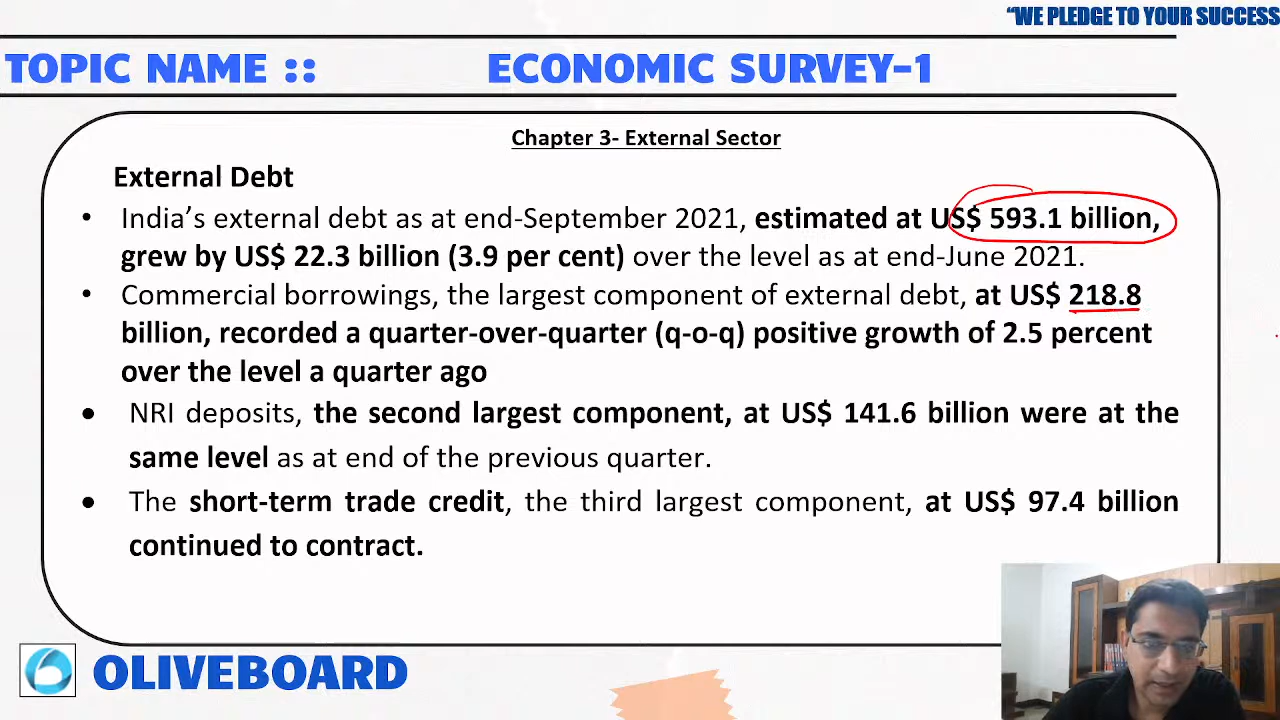 “WE PLEDGE TO YOUR SUCCESS
TOPIC NAME :: ECONOMIC SURVEY-1
Chapter 3- External Sector
External Debt
• India’s external debt as at end-September 2021, estimated at US$ 593.1 billion,
grew by US$ 22.3 billion (3.9 per cent) over the level as at end-June 2021.
• Commercial borrowings, the largest component of external debt, at US$ 218.8
billion, recorded a quarter-over-quarter (q-o-q) positive growth of 2.5 percent
over the level a quarter ago
● NRI deposits, the second largest component, at US$ 141.6 billion were at the
same level as at end of the previous quarter.
● The short-term trade credit, the third largest component, at US$ 97.4 billion
continued to contract.
OLIVEBOARD